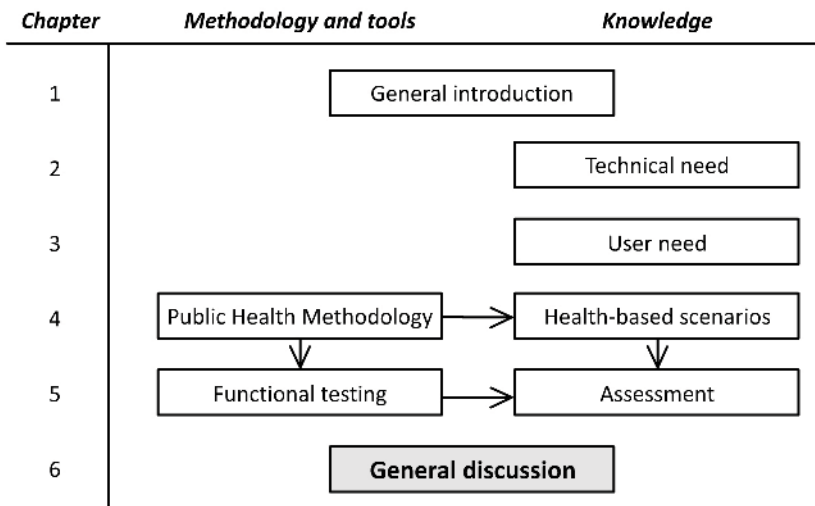 Chapter Methodology and tools Knowledge
1 General introduction
2 Technical need
3 User need
4 Public Health Methodology Health-based scenarios
5 Functional testing Assessment
6 General discussion